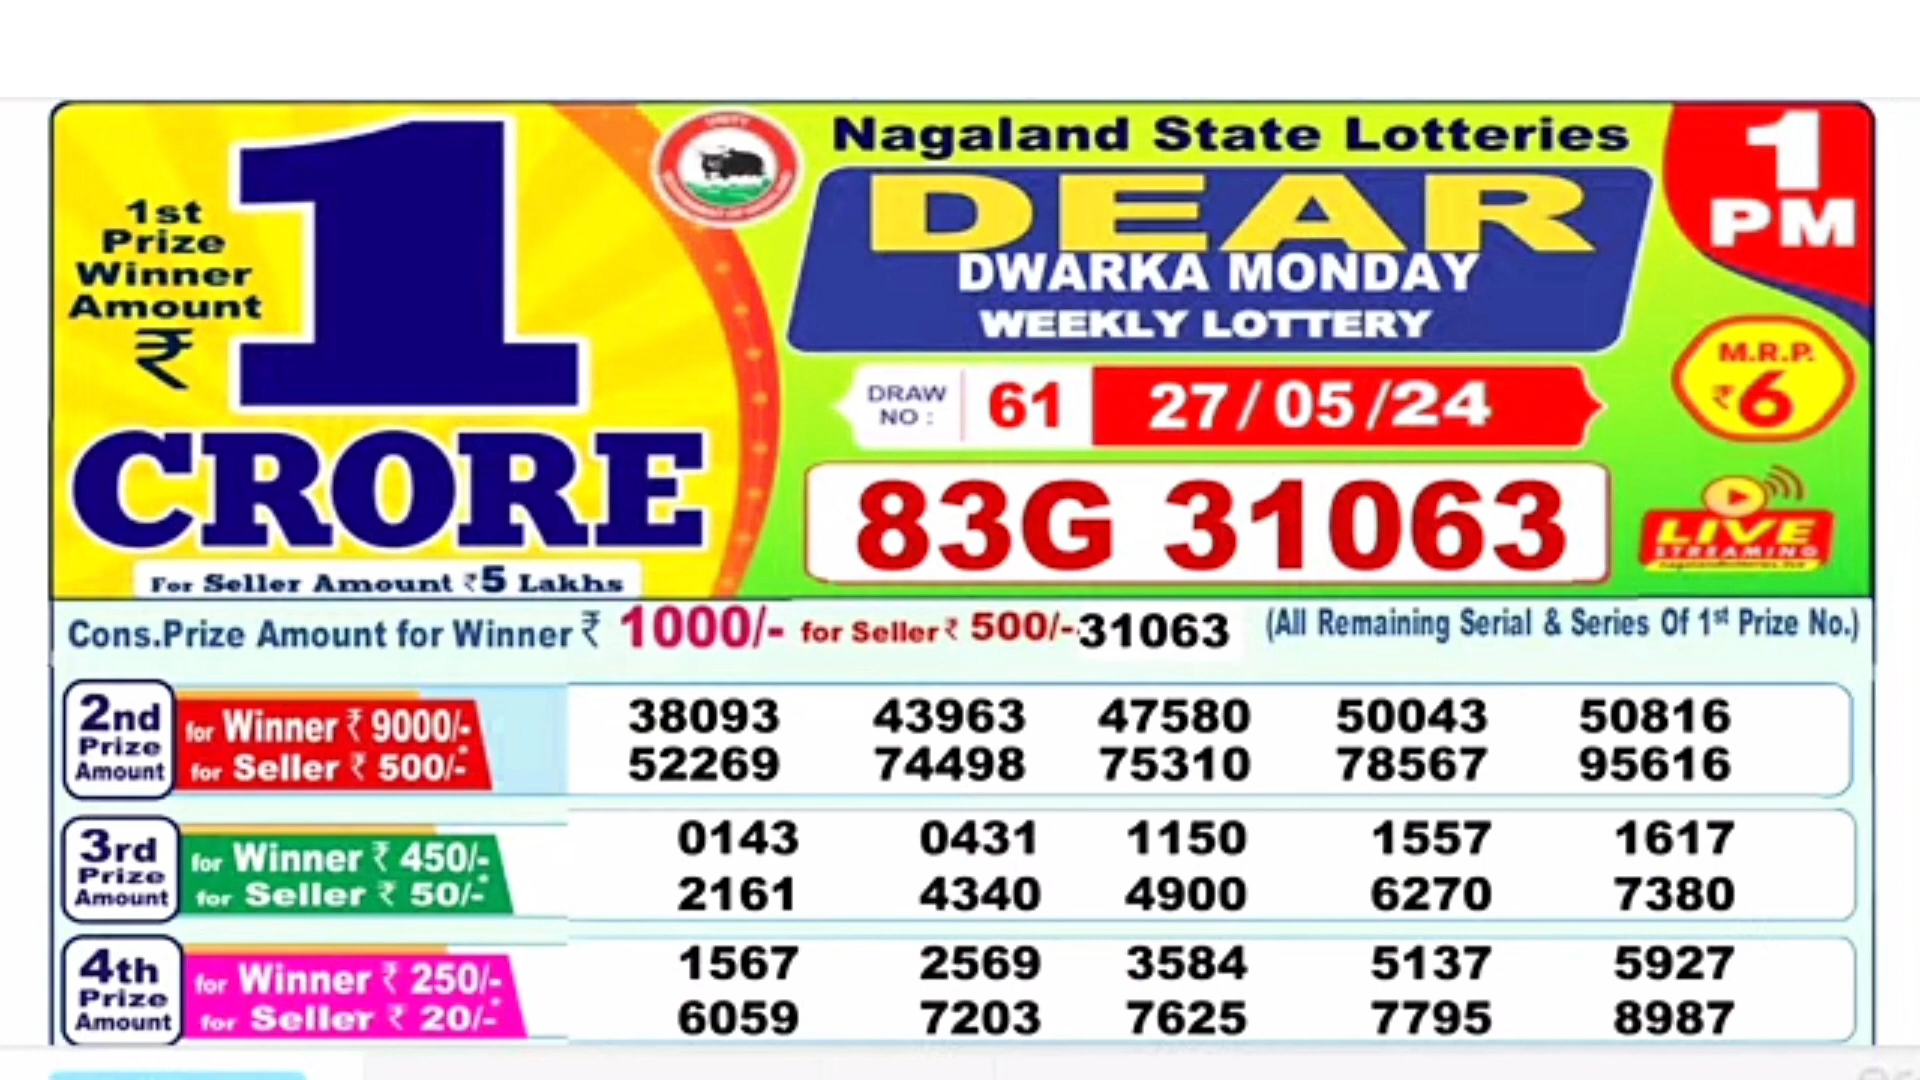 1st
Prize
Winner
Amount
₹
1
CRORE
For Seller Amount ₹5 Lakhs
UNITY
Nagaland State Lotteries
DEAR
DWARKA MONDAY
WEEKLY LOTTERY
1
PM
DRAW
NO :
61
27/05/24
M.R.P.
₹6
83G 31063
LIVE
STREAMING
Cons.Prize Amount for Winner ₹ 1000/- for Seller ₹ 500/- 31063 (All Remaining Serial & Series Of 1st Prize No.)
2nd
Prize
Amount
for Winner ₹ 9000/-
for Seller ₹ 500/-*
38093 43963 47580 50043 50816
52269 74498 75310 78567 95616
3rd
Prize
Amount
for Winner ₹ 450/-
for Seller ₹ 50/-*
0143 0431 1150 1557 1617
2161 4340 4900 6270 7380
4th
Prize
Amount
for Winner ₹ 250/-
for Seller ₹ 20/-*
1567 2569 3584 5137 5927
6059 7203 7625 7795 8987